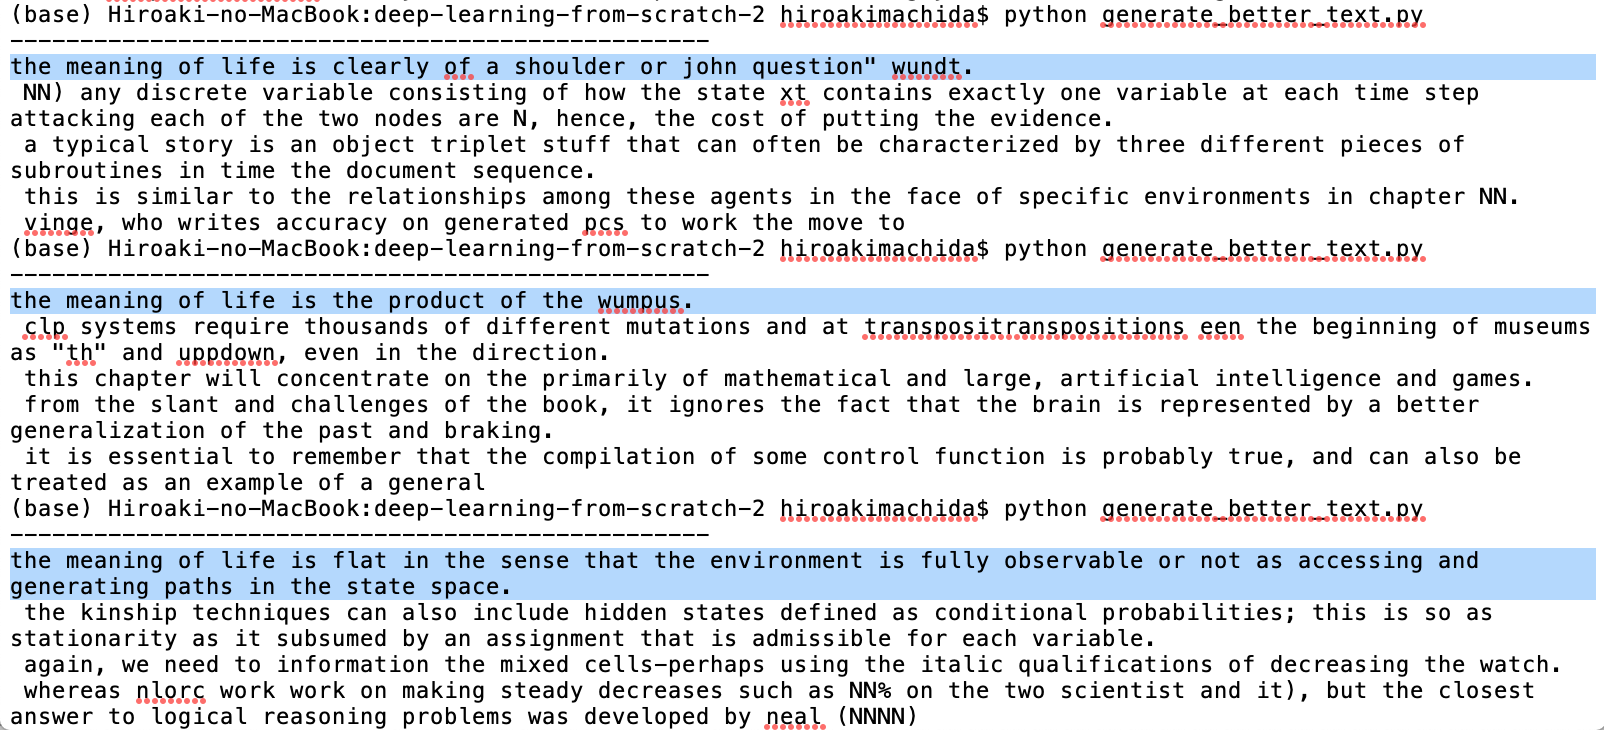 (base) Hiroaki-no-MacBook:deep-learning-from-scratch-2 hiroakimachida$ python generate_better_text.py
--------------------------------------------------
the meaning of life is clearly of a shoulder or john question" wundt.
NN) any discrete variable consisting of how the state xt contains exactly one variable at each time step
attacking each of the two nodes are N, hence, the cost of putting the evidence.
a typical story is an object triplet stuff that can often be characterized by three different pieces of
subroutines in time the document sequence.
this is similar to the relationships among these agents in the face of specific environments in chapter NN.
vinge, who writes accuracy on generated pcs to work the move to
(base) Hiroaki-no-MacBook:deep-learning-from-scratch-2 hiroakimachida$ python generate_better_text.py
--------------------------------------------------
the meaning of life is the product of the wumpus.
clp systems require thousands of different mutations and at transpositranspositions een the beginning of museums
as "th" and uppdown, even in the direction.
this chapter will concentrate on the primarily of mathematical and large, artificial intelligence and games.
from the slant and challenges of the book, it ignores the fact that the brain is represented by a better
generalization of the past and braking.
it is essential to remember that the compilation of some control function is probably true, and can also be
treated as an example of a general
(base) Hiroaki-no-MacBook:deep-learning-from-scratch-2 hiroakimachida$ python generate_better_text.py
--------------------------------------------------
the meaning of life is flat in the sense that the environment is fully observable or not as accessing and
generating paths in the state space.
the kinship techniques can also include hidden states defined as conditional probabilities; this is so as
stationarity as it subsumed by an assignment that is admissible for each variable.
again, we need to information the mixed cells-perhaps using the italic qualifications of decreasing the watch.
whereas nlorc work work on making steady decreases such as NN% on the two scientist and it), but the closest
answer to logical reasoning problems was developed by neal (NNNN)